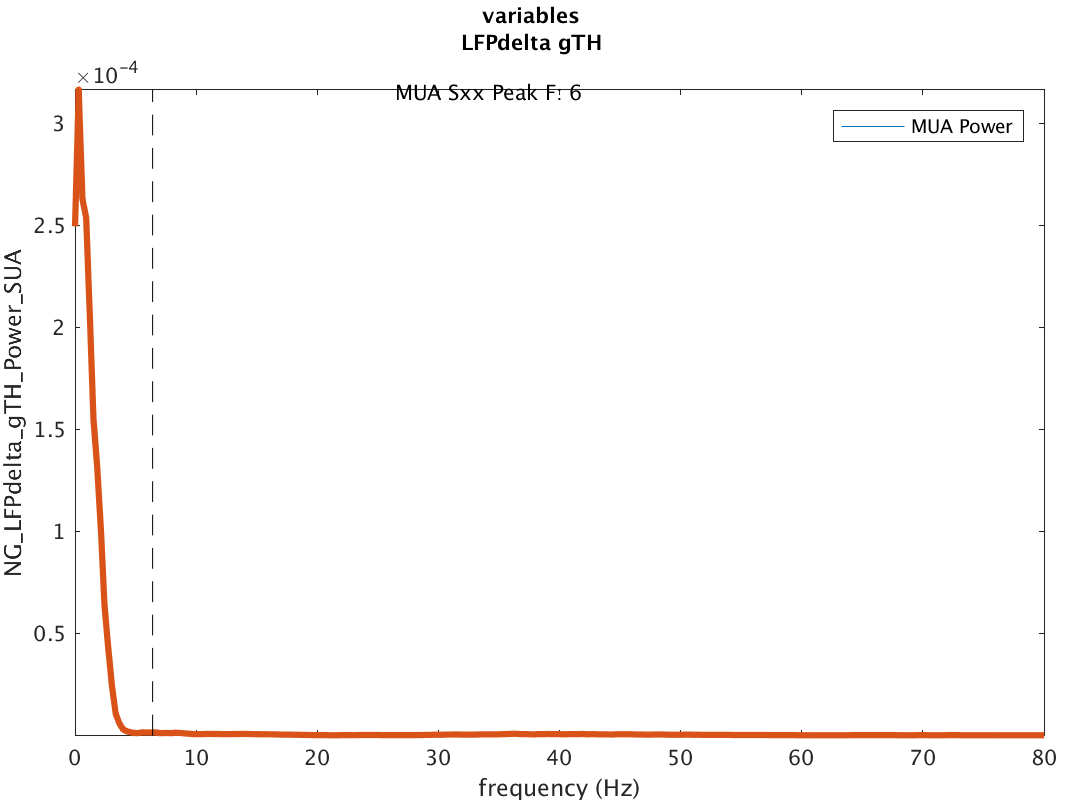 variables
LFPdelta gTH
×10⁻⁴
MUA Sxx Peak F: 6
MUA Power
3
2.5
2
1.5
1
0.5
NG_LFPdelta_gTH_Power_SUA
0 10 20 30 40 50 60 70 80
frequency (Hz)